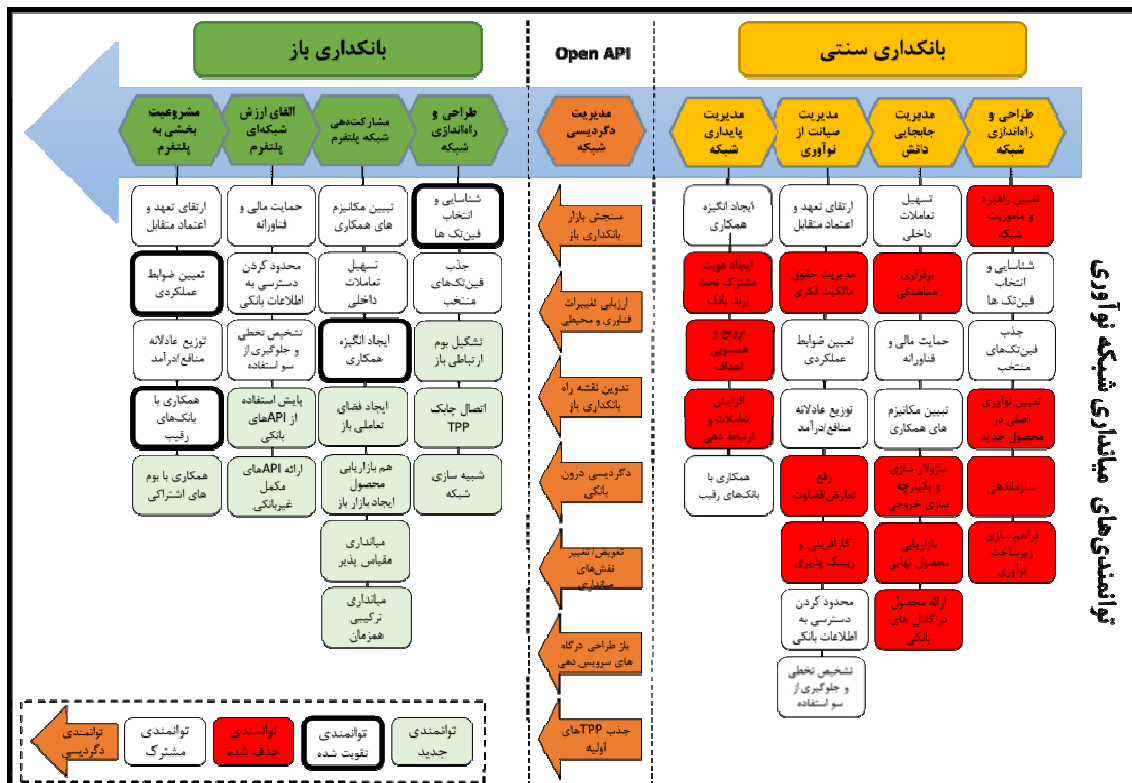 بانکداری سنتی
Open API
بانکداری باز
طراحی و
راه‌اندازی
شبکه
مدیریت
جابجایی
دانش
مدیریت
صیانت از
نوآوری
مدیریت
پایداری
شبکه
مدیریت
دگردیسی
شبکه
طراحی و
راه‌اندازی
شبکه
مشارکت‌دهی
شبکه پلتفرم
القای ارزش
شبکه‌ای
پلتفرم
مشروعیت
بخشی به
پلتفرم
تعیین راهبرد
و ماموریت
شبکه
شناسایی و
انتخاب
فین‌تک ها
جذب
فین‌تک‌های
منتخب
تعیین نوآوری
اصلی در
محصول جدید
سازماندهی
فراهم سازی
زیرساخت
نوآوری
تسهیل
تعاملات
داخلی
برقراری
هماهنگی
حمایت مالی و
فناورانه
تبیین مکانیزم
های همکاری
ماژولار سازی
و یکپارچه
سازی خروجی
بازاریابی
محصول نهایی
ارائه محصول
در کانال های
بانکی
ارتقای تعهد و
اعتماد متقابل
مدیریت حقوق
مالکیت فکری
تعیین ضوابط
عملکردی
توزیع عادلانه
منافع/درآمد
رفع
تعارض/قضاوت
کارآفرینی و
ریسک پذیری
محدود کردن
دسترسی به
اطلاعات بانکی
تشخیص تخطی
و جلوگیری از
سو استفاده
ایجاد انگیزه
همکاری
ایجاد هویت
مشترک تحت
برند بانک
ترویج و
همسویی
اهداف
افزایش
تعاملات و
ارتباط دهی
همکاری با
بانک‌های رقیب
سنجش بازار
بانکداری باز
ارزیابی تغییرات
فناوری و محیطی
تدوین نقشه راه
بانکداری باز
دگردیسی درون
بانکی
تعویض/تغییر
نقش‌های
میانداری
باز طراحی درگاه
های سرویس دهی
جذب TPPهای
اولیه
شناسایی و
انتخاب
فین‌تک ها
جذب
فین‌تک‌های
منتخب
تشکیل بوم
ارتباطی باز
اتصال چابک
TPP
شبیه سازی
شبکه
تبیین مکانیزم
های همکاری
تسهیل
تعاملات
داخلی
ایجاد انگیزه
همکاری
ایجاد فضای
تعاملی باز
هم بازاریابی
محصول
ایجاد بازار باز
میانداری
مقیاس پذیر
میانداری
ترکیبی
همزمان
حمایت مالی و
فناورانه
محدود کردن
دسترسی به
اطلاعات بانکی
تشخیص تخطی
و جلوگیری از
سو استفاده
پایش استفاده
از APIهای
بانکی
ارائه APIهای
مکمل
غیربانکی
ارتقای تعهد و
اعتماد متقابل
تعیین ضوابط
عملکردی
توزیع عادلانه
منافع/درآمد
همکاری با
بانک‌های
رقیب
همکاری با بوم
های اشتراکی
توانمندی‌های میانداری شبکه نوآوری
توانمندی
جدید
توانمندی
تقویت شده
توانمندی
حذف شده
توانمندی
مشترک
توانمندی
دگردیسی